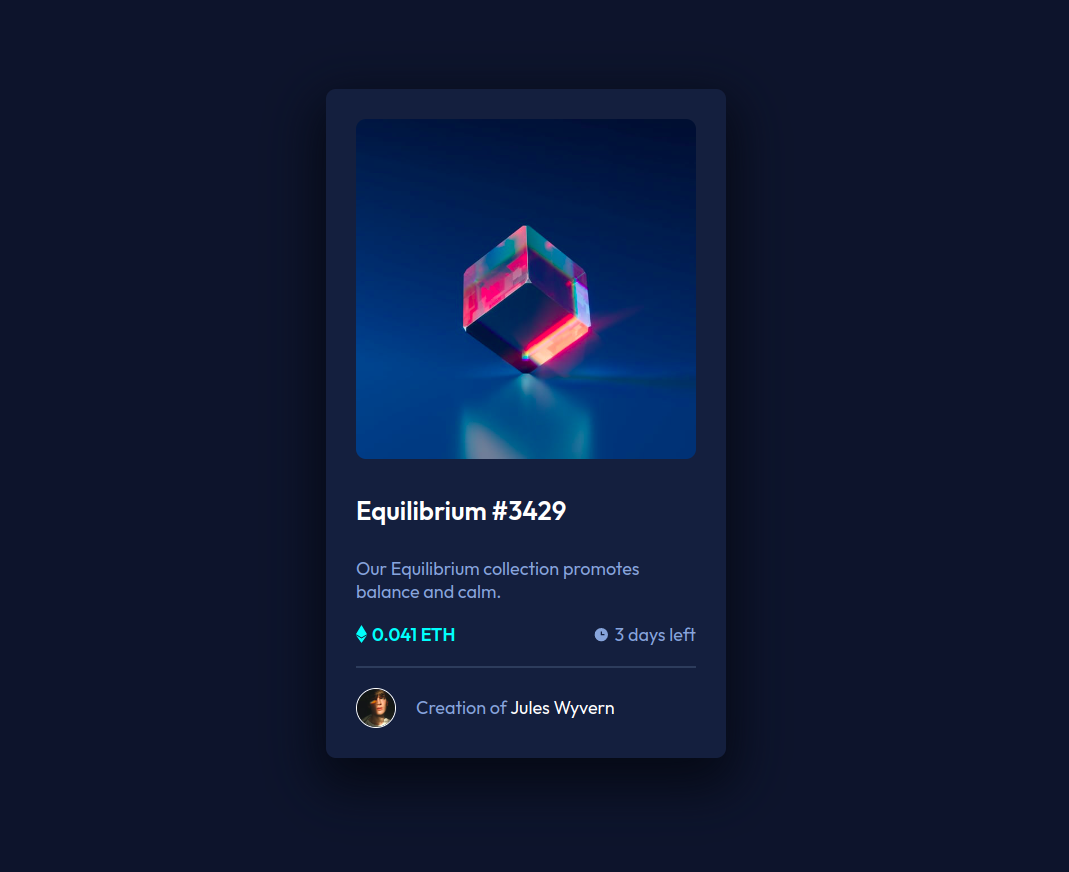 Equilibrium #3429
Our Equilibrium collection promotes
balance and calm.
0.041 ETH
3 days left
Creation of Jules Wyvern